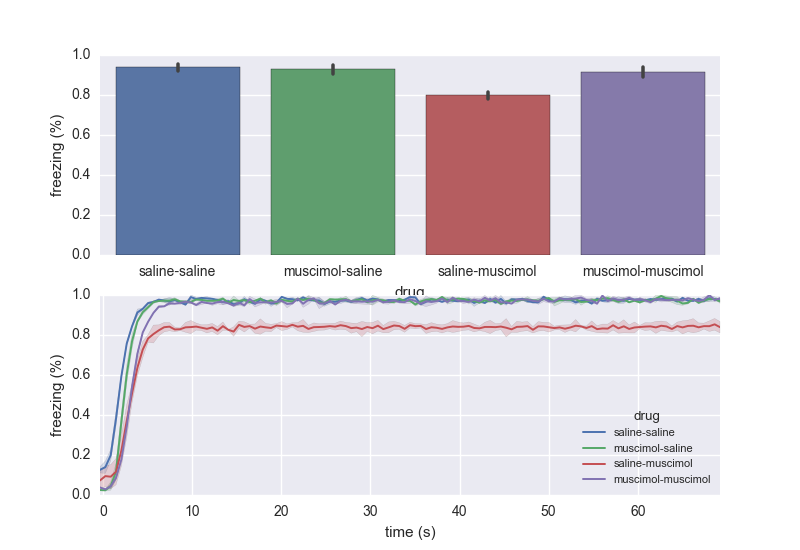 1.0
0.8
0.6
0.4
0.2
0.0
freezing (%)
saline-saline muscimol-saline saline-muscimol muscimol-muscimol
drug
1.0
0.8
0.6
0.4
0.2
0.0
freezing (%)
drug
saline-saline
muscimol-saline
saline-muscimol
muscimol-muscimol
0 10 20 30 40 50 60
time (s)